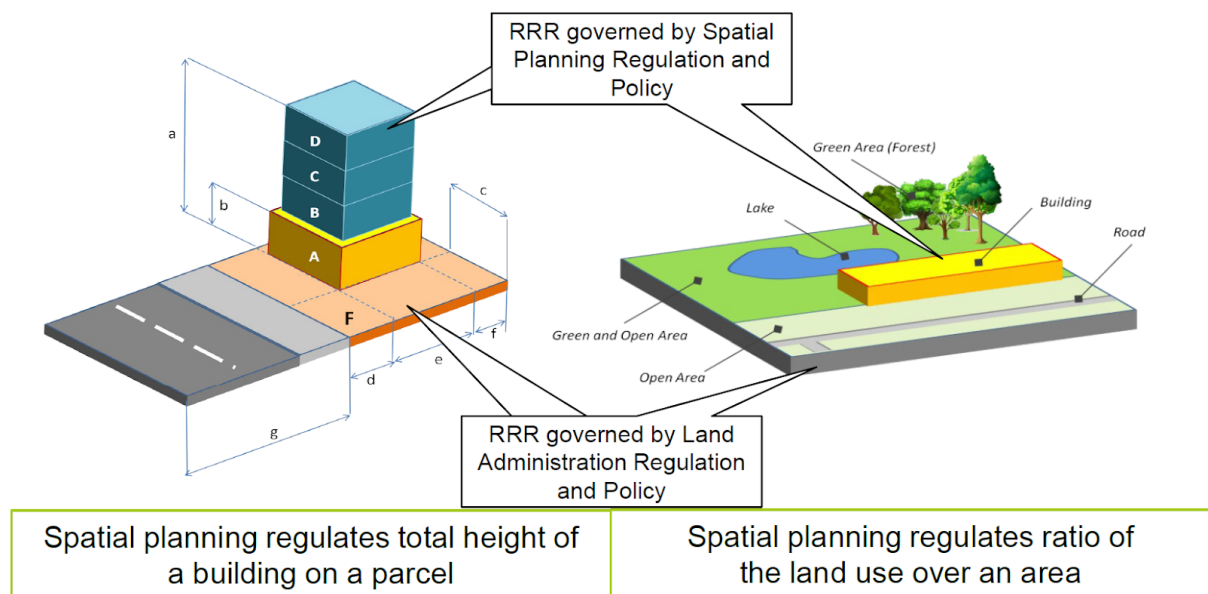 RRR governed by Spatial
Planning Regulation and
Policy
a
b
D
C
B
A
c
F
d
e
f
g
Green Area (Forest)
Lake
Building
Road
Green and Open Area
Open Area
RRR governed by Land
Administration Regulation
and Policy
Spatial planning regulates total height of
a building on a parcel
Spatial planning regulates ratio of
the land use over an area